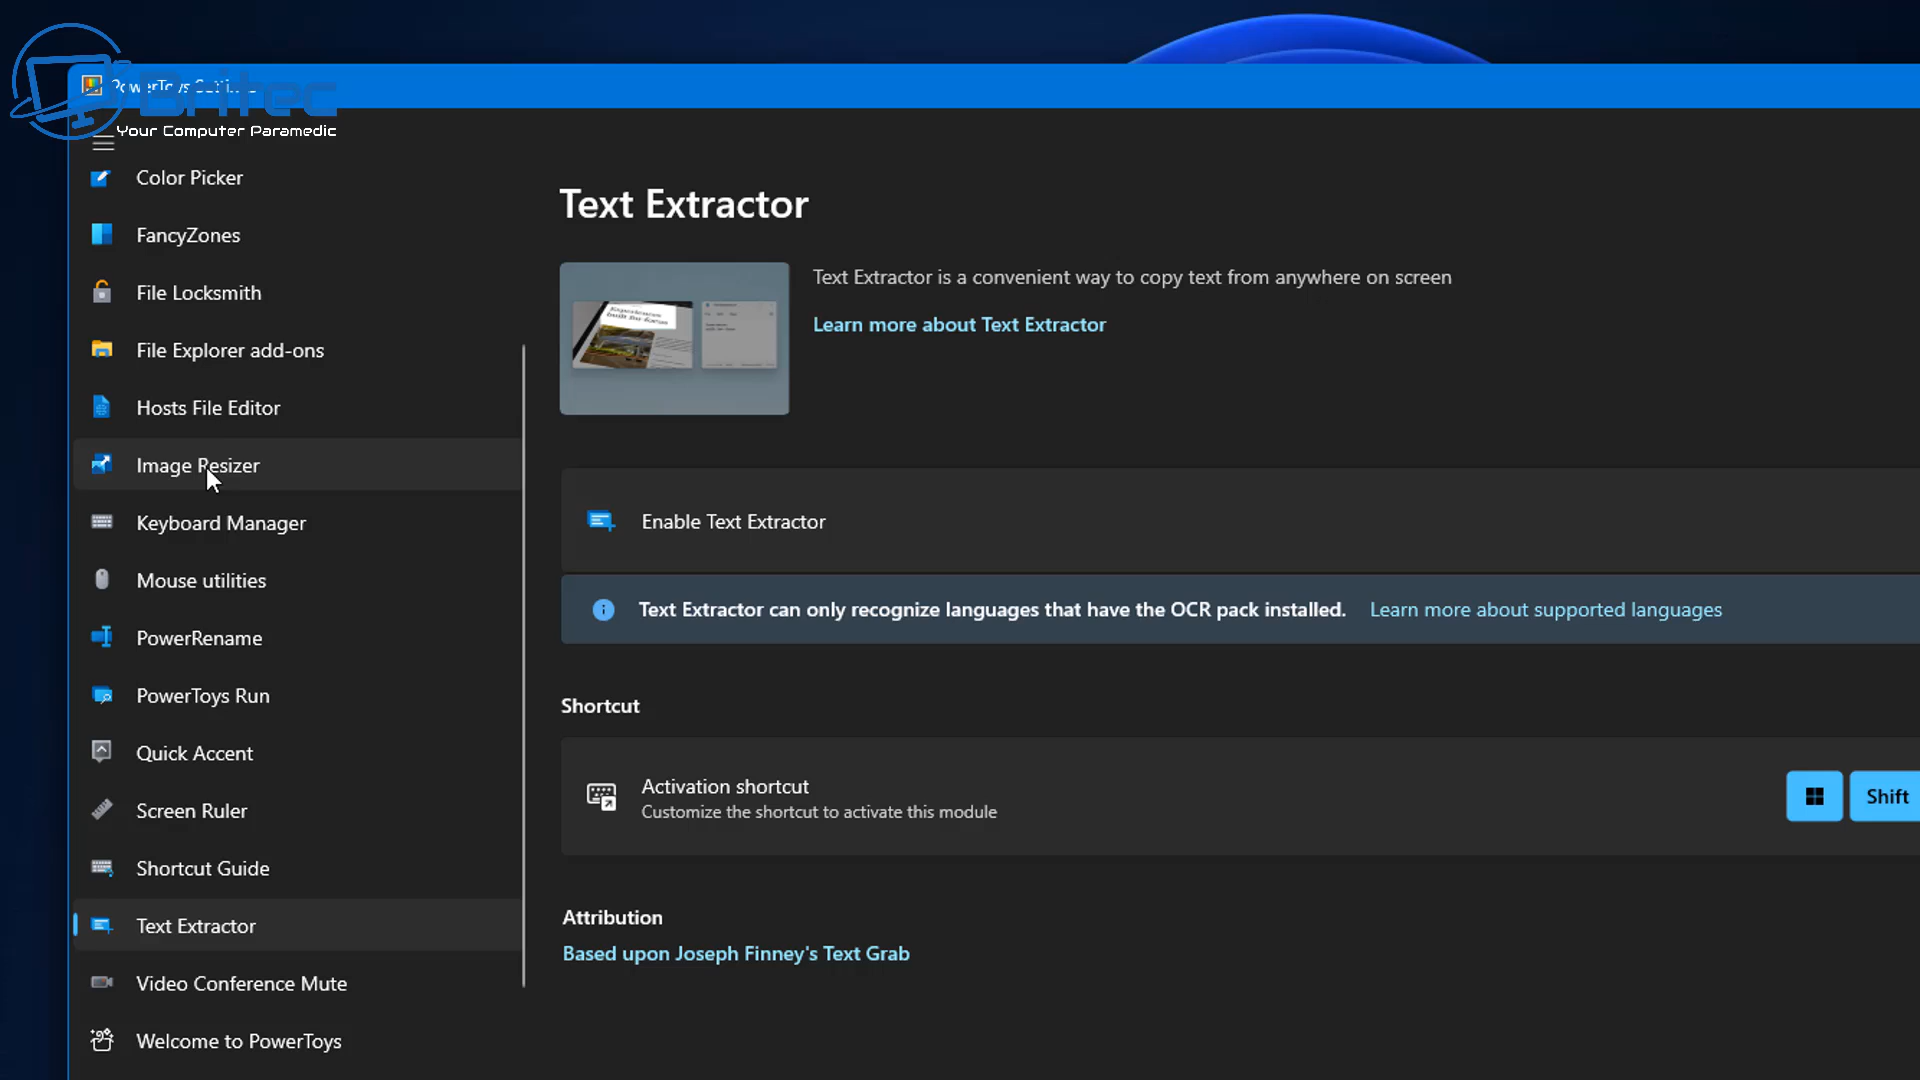 Britec
Your Computer Paramedic
Color Picker
FancyZones
File Locksmith
File Explorer add-ons
Hosts File Editor
Image Resizer
Keyboard Manager
Mouse utilities
PowerRename
PowerToys Run
Quick Accent
Screen Ruler
Shortcut Guide
Text Extractor
Video Conference Mute
Welcome to PowerToys
Text Extractor
Text Extractor is a convenient way to copy text from anywhere on screen
Learn more about Text Extractor
Enable Text Extractor
Text Extractor can only recognize languages that have the OCR pack installed. Learn more about supported languages
Shortcut
Activation shortcut
Customize the shortcut to activate this module
Shift
Attribution
Based upon Joseph Finney's Text Grab